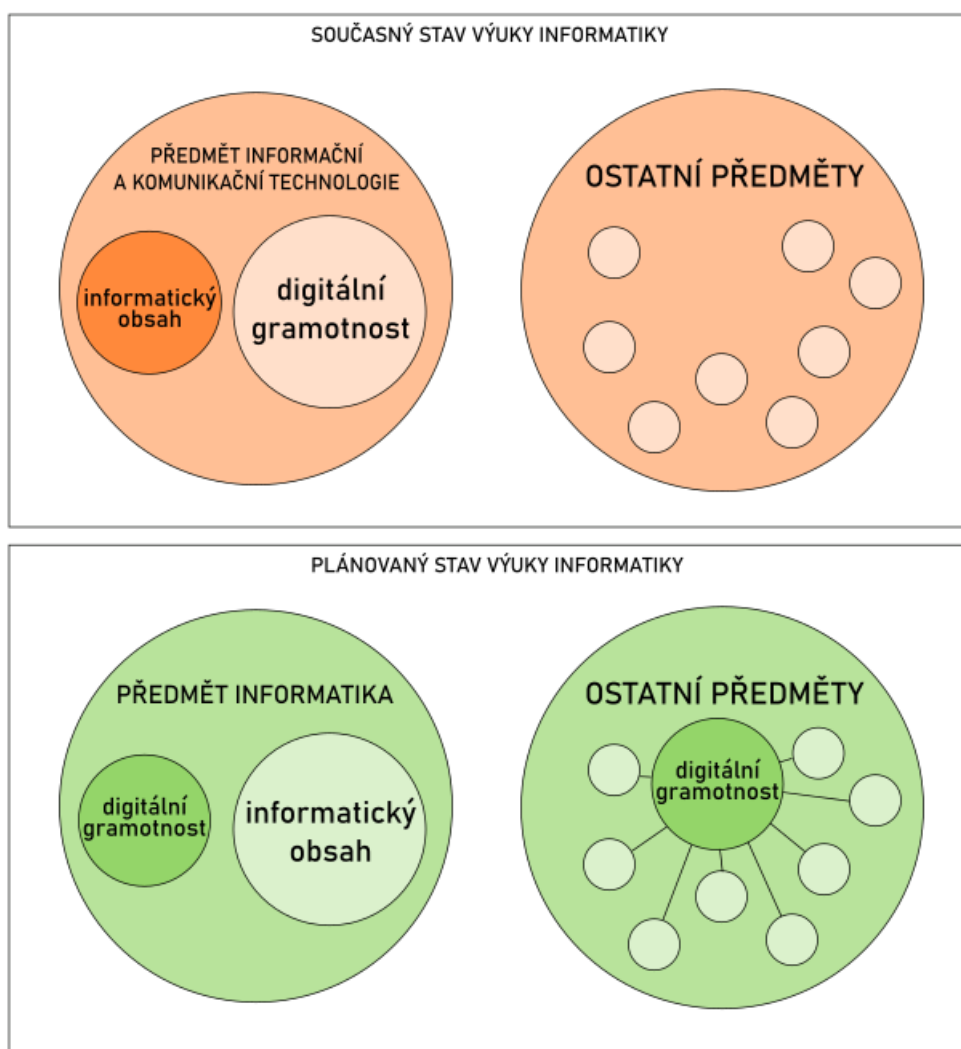 SOUČASNÝ STAV VÝUKY INFORMATIKY
PŘEDMĚT INFORMAČNÍ
A KOMUNIKAČNÍ TECHNOLOGIE
informatický
obsah
digitální
gramotnost
OSTATNÍ PŘEDMĚTY
PLÁNOVANÝ STAV VÝUKY INFORMATIKY
PŘEDMĚT INFORMATIKA
digitální
gramotnost
informatický
obsah
OSTATNÍ PŘEDMĚTY
digitální
gramotnost